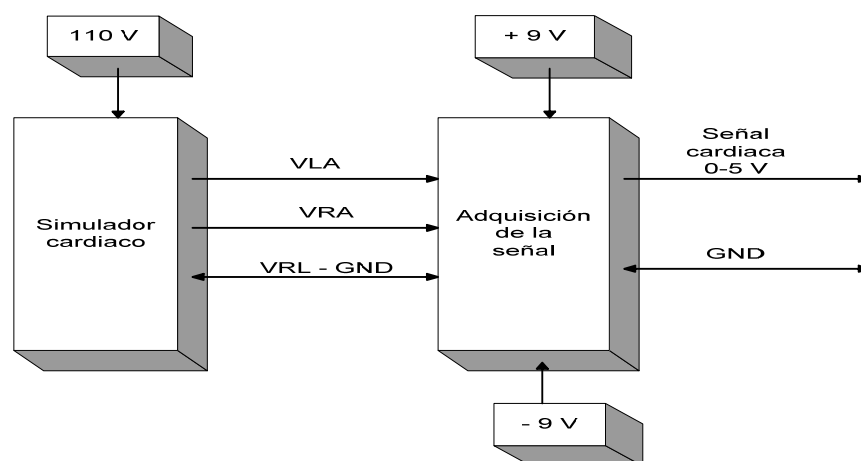 110 V
+ 9 V
Señal
cardiaca
0-5 V
VLA
VRA
Simulador
cardiaco
Adquisición
de la
señal
VRL - GND
GND
- 9 V